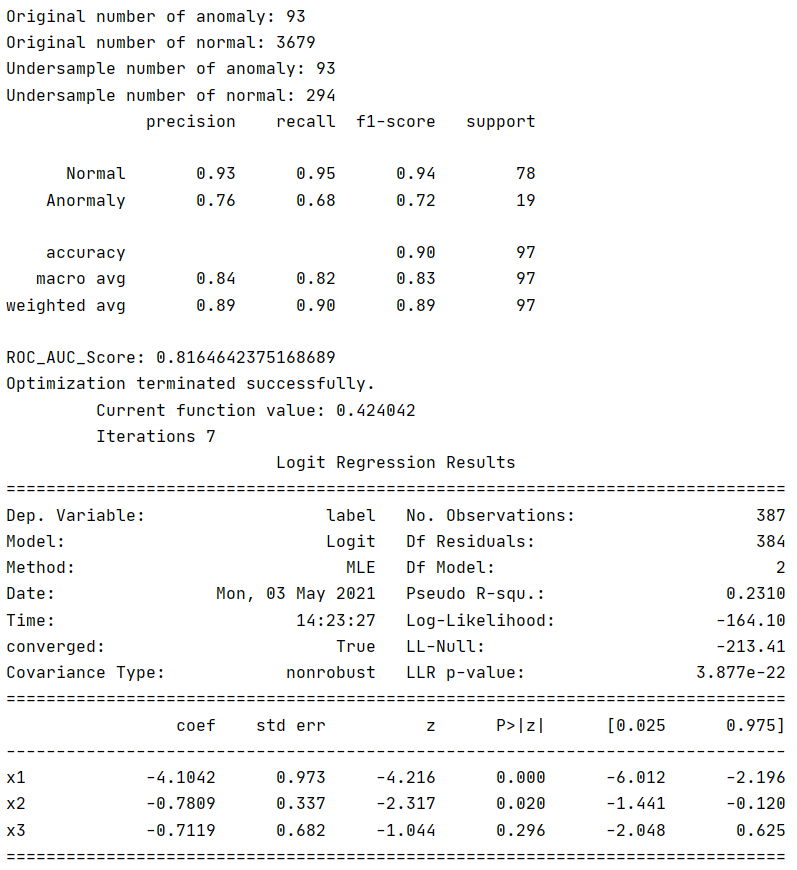 Original number of anomaly: 93
Original number of normal: 3679
Undersample number of anomaly: 93
Undersample number of normal: 294
              precision    recall  f1-score   support

      Normal       0.93      0.95      0.94        78
    Anormaly       0.76      0.68      0.72        19

    accuracy                           0.90        97
   macro avg       0.84      0.82      0.83        97
weighted avg       0.89      0.90      0.89        97

ROC_AUC_Score: 0.8164642375168689
Optimization terminated successfully.
         Current function value: 0.424042
         Iterations 7
                           Logit Regression Results
==============================================================================
Dep. Variable:                  label   No. Observations:                  387
Model:                          Logit   Df Residuals:                      384
Method:                           MLE   Df Model:                            2
Date:                Mon, 03 May 2021   Pseudo R-squ.:                  0.2310
Time:                        14:23:27   Log-Likelihood:                -164.10
converged:                       True   LL-Null:                       -213.41
Covariance Type:            nonrobust   LLR p-value:                 3.877e-22
==============================================================================
                 coef    std err          z      P>|z|      [0.025      0.975]
------------------------------------------------------------------------------
x1            -4.1042      0.973     -4.216      0.000      -6.012      -2.196
x2            -0.7809      0.337     -2.317      0.020      -1.441      -0.120
x3            -0.7119      0.682     -1.044      0.296      -2.048       0.625
==============================================================================